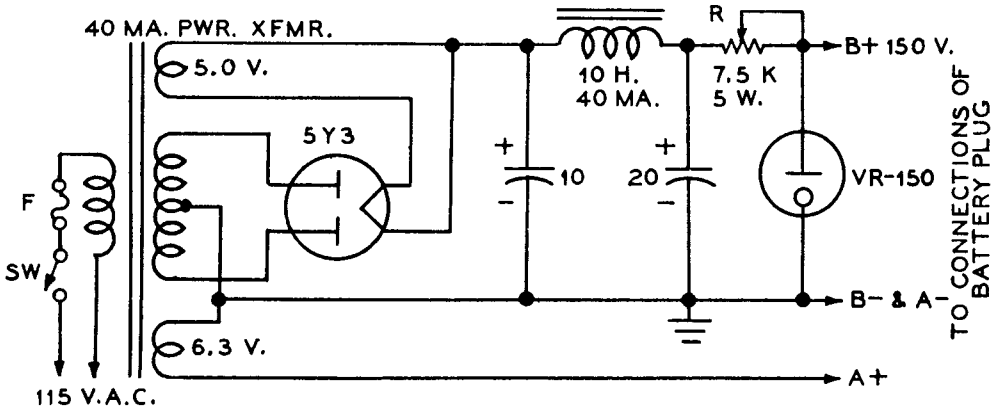 40 MA. PWR. XFMR.
R
B+ 150 V.
5.0 V.
10 H.
40 MA.
7.5 K
5 W.
5Y3
+
10
-
+
20
-
VR-150
F
SW
B- & A-
6.3 V.
A+
115 V.A.C.
TO CONNECTIONS OF
BATTERY PLUG